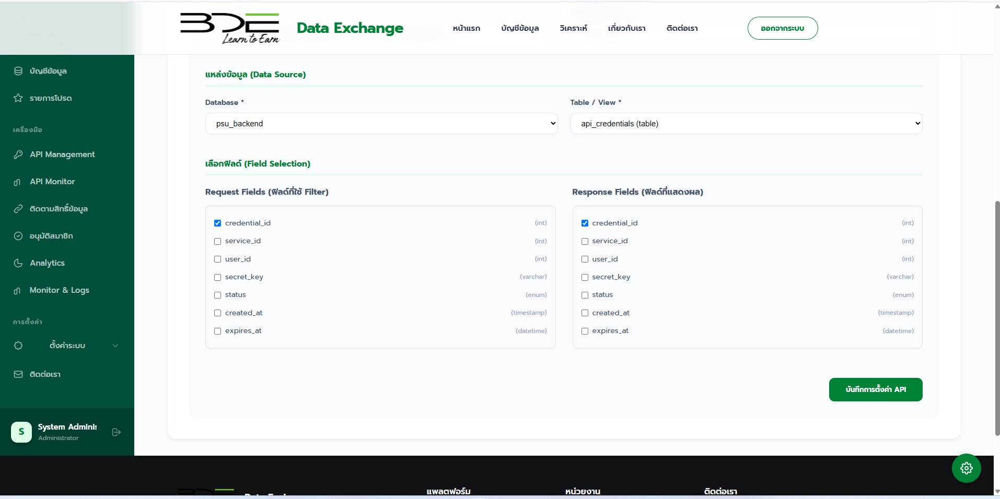 BDE
Learn to Earn
Data Exchange
หน้าแรก
บัญชีข้อมูล
วิเคราะห์
เกี่ยวกับเรา
ติดต่อเรา
ออกจากระบบ
บัญชีข้อมูล
รายการโปรด
เครื่องมือ
API Management
API Monitor
ติดตามสิทธิ์ข้อมูล
อนุมัติสมาชิก
Analytics
Monitor & Logs
การตั้งค่า
ตั้งค่าระบบ
ติดต่อเรา
S
System Adminis
Administrator
แหล่งข้อมูล (Data Source)
Database *
psu_backend
Table / View *
api_credentials (table)
เลือกฟิลด์ (Field Selection)
Request Fields (ฟิลด์ที่ใช้ Filter)
credential_id (int)
service_id (int)
user_id (int)
secret_key (varchar)
status (enum)
created_at (timestamp)
expires_at (datetime)
Response Fields (ฟิลด์ที่แสดงผล)
credential_id (int)
service_id (int)
user_id (int)
secret_key (varchar)
status (enum)
created_at (timestamp)
expires_at (datetime)
บันทึกการตั้งค่า API
แพลตฟอร์ม
หน่วยงาน
ติดต่อเรา